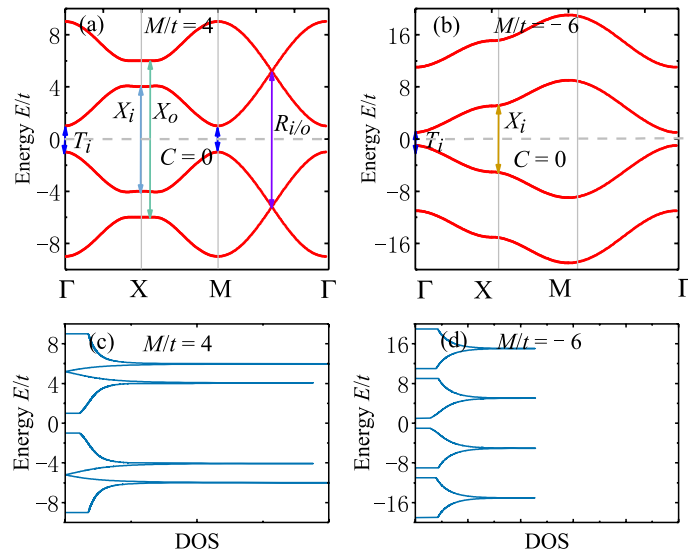 (a) M/t = 4
8
4
0
−4
−8
Energy E/t
T_i
X_i
X_o
R_i/o
C = 0
Γ X M Γ
(b) M/t = − 6
16
8
0
−8
−16
Energy E/t
T_i
X_i
C = 0
Γ X M Γ
(c) M/t = 4
8
4
0
−4
−8
Energy E/t
DOS
(d) M/t = − 6
16
8
0
−8
−16
Energy E/t
DOS